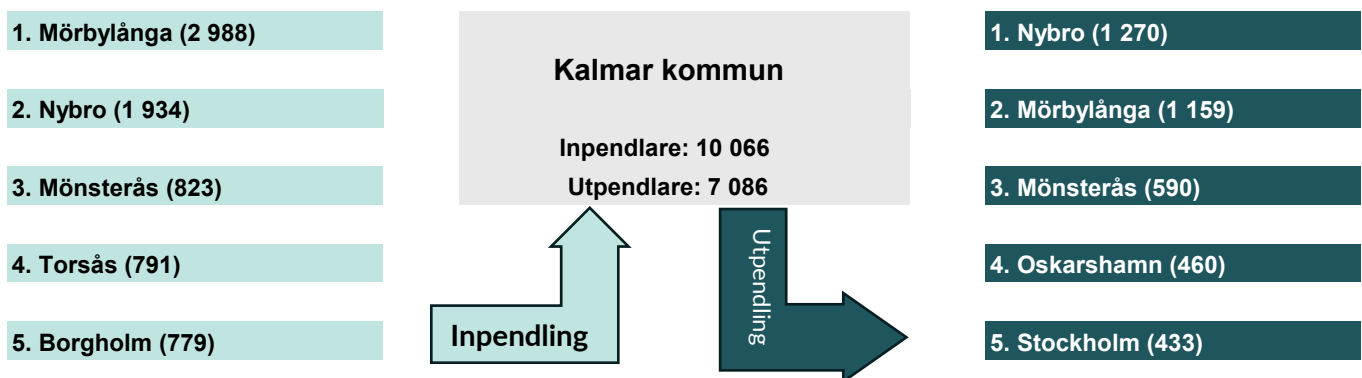 1. Mörbylånga (2 988)
2. Nybro (1 934)
3. Mönsterås (823)
4. Torsås (791)
5. Borgholm (779)
Kalmar kommun
Inpendlare: 10 066
Utpendlare: 7 086
Inpendling
Utpendling
1. Nybro (1 270)
2. Mörbylånga (1 159)
3. Mönsterås (590)
4. Oskarshamn (460)
5. Stockholm (433)